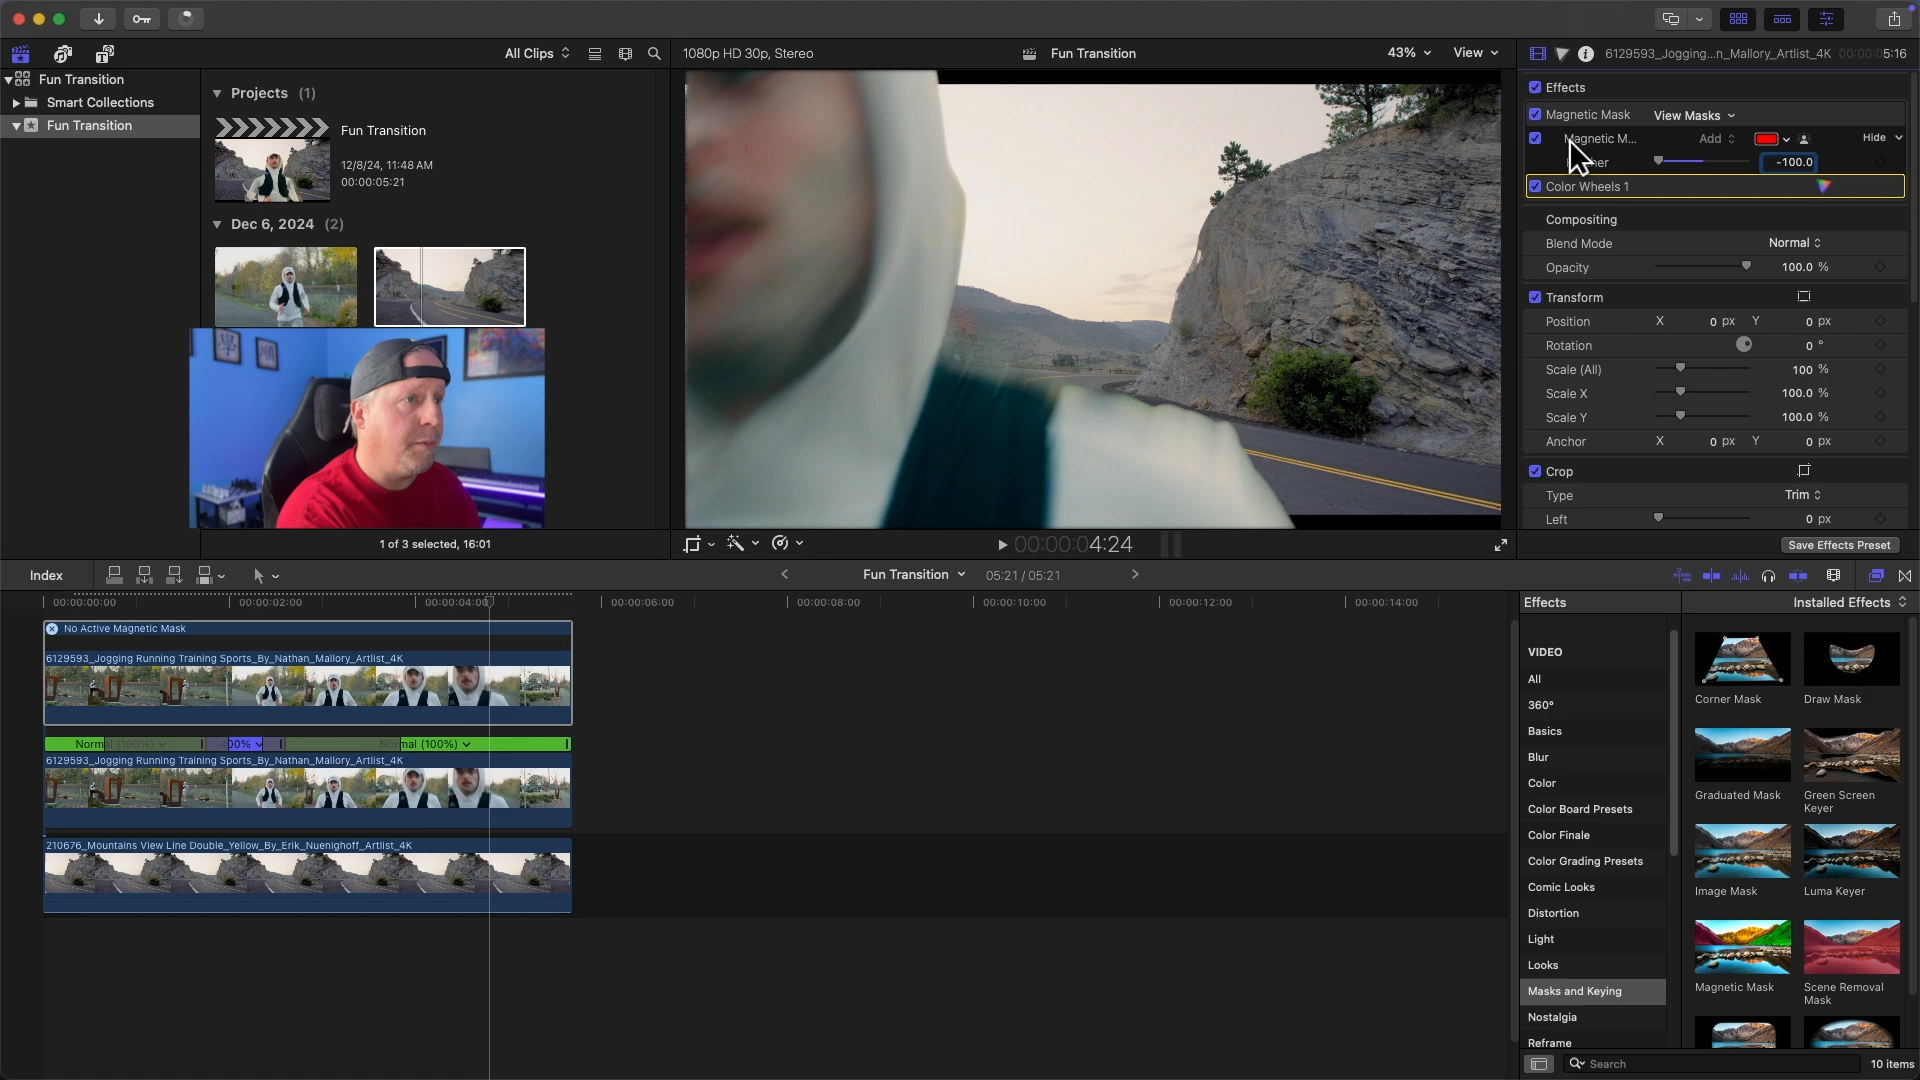 All Clips
1080p HD 30p, Stereo
Fun Transition
43%
View
6129593_Jogging...n_Mallory_Artlist_4K
00:00:05:16
Fun Transition
Smart Collections
Fun Transition
Projects (1)
Fun Transition
12/8/24, 11:48 AM
00:00:05:21
Dec 6, 2024 (2)
1 of 3 selected, 16:01
00:00:04:24
Effects
Magnetic Mask
View Masks
Magnetic M...
Add
Hide
-100.0
Color Wheels 1
Compositing
Blend Mode
Normal
Opacity
100.0 %
Transform
Position
X
0 px
Y
0 px
Rotation
0 °
Scale (All)
100 %
Scale X
100.0 %
Scale Y
100.0 %
Anchor
X
0 px
Y
0 px
Crop
Type
Trim
Left
0 px
Save Effects Preset
Index
Fun Transition
05:21 / 05:21
00:00:00:00
00:00:02:00
00:00:04:00
00:00:06:00
00:00:08:00
00:00:10:00
00:00:12:00
00:00:14:00
No Active Magnetic Mask
6129593_Jogging Running Training Sports_By_Nathan_Mallory_Artlist_4K
Normal (100%)
400%
Normal (100%)
6129593_Jogging Running Training Sports_By_Nathan_Mallory_Artlist_4K
210676_Mountains View Line Double_Yellow_By_Erik_Nuenighoff_Artlist_4K
Effects
Installed Effects
VIDEO
All
360°
Basics
Blur
Color
Color Board Presets
Color Finale
Color Grading Presets
Comic Looks
Distortion
Light
Looks
Masks and Keying
Nostalgia
Reframe
Corner Mask
Draw Mask
Graduated Mask
Green Screen
Keyer
Image Mask
Luma Keyer
Magnetic Mask
Scene Removal
Mask
Search
10 items